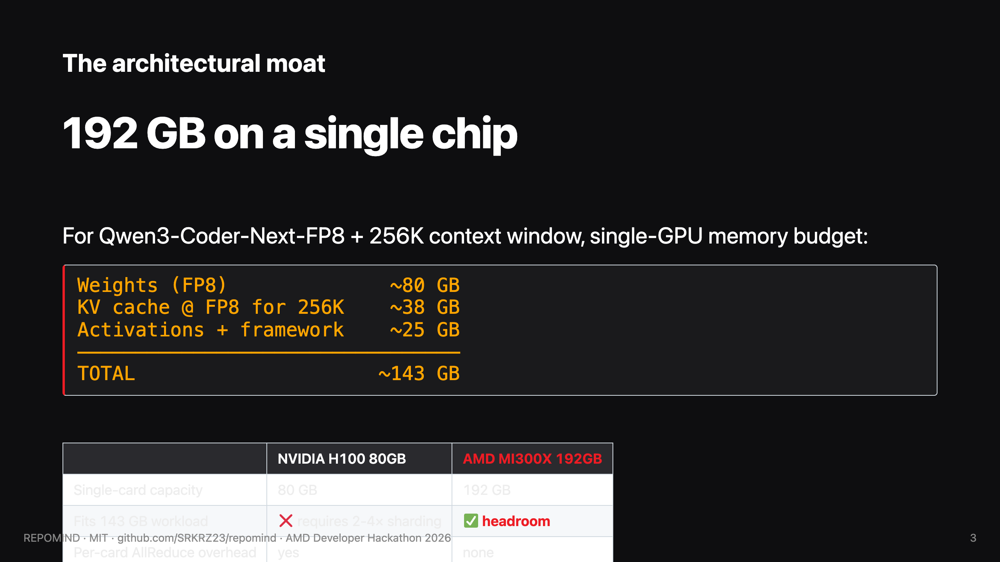 The architectural moat
192 GB on a single chip
For Qwen3-Coder-Next-FP8 + 256K context window, single-GPU memory budget:
Weights (FP8) ~80 GB
KV cache @ FP8 for 256K ~38 GB
Activations + framework ~25 GB
TOTAL ~143 GB
NVIDIA H100 80GB AMD MI300X 192GB
Single-card capacity 80 GB 192 GB
Fits 143 GB workload ❌ requires 2-4× sharding ✅ headroom
REPOMIND · MIT · github.com/SRKRZ23/repomind · AMD Developer Hackathon 2026 3
Per-card AllReduce overhead yes none